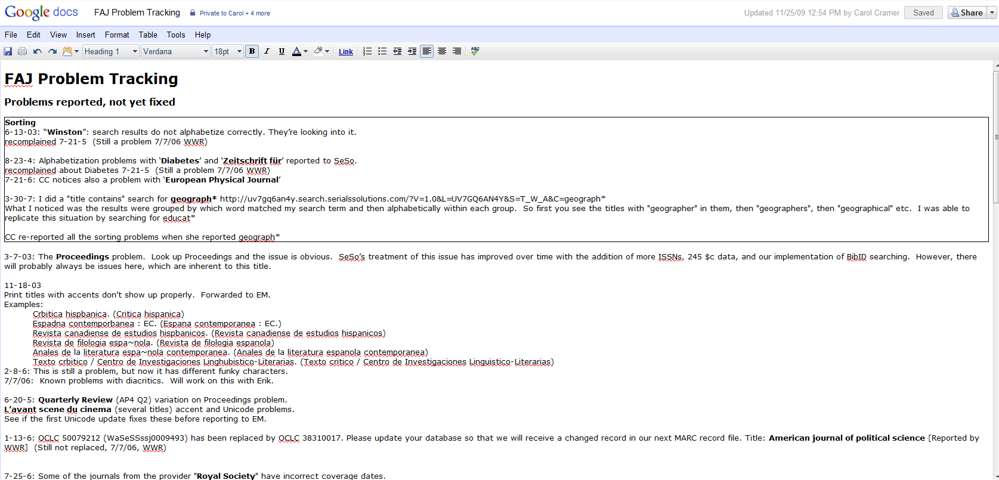 Google docs FAJ Problem Tracking Private to Carol + 4 more Updated 11/25/09 12:54 PM by Carol Cramer Saved Share
File Edit View Insert Format Table Tools Help
Heading 1 Verdana 18pt B I U A Link ABC
FAJ Problem Tracking
Problems reported, not yet fixed
Sorting
6-13-03: “Winston”: search results do not alphabetize correctly. They’re looking into it.
recomplained 7-21-5 (Still a problem 7/7/06 WWR)
8-23-4: Alphabetization problems with ‘Diabetes’ and ‘Zeitschrift für’ reported to SeSo.
recomplained about Diabetes 7-21-5 (Still a problem 7/7/06 WWR)
7-21-6: CC notices also a problem with ‘European Physical Journal’
3-30-7: I did a "title contains" search for geograph* http://uv7gq6an4y.search.serialssolutions.com/?V=1.0&L=UV7GQ6AN4Y&S=T_W_A&C=geograph*
What I noticed was the results were grouped by which word matched my search term and then alphabetically within each group. So first you see the titles with "geographer" in them, then "geographers", then "geographical" etc. I was able to
replicate this situation by searching for educat*
CC re-reported all the sorting problems when she reported geograph*
3-7-03: The Proceedings problem. Look up Proceedings and the issue is obvious. SeSo’s treatment of this issue has improved over time with the addition of more ISSNs, 245 $c data, and our implementation of BibID searching. However, there
will probably always be issues here, which are inherent to this title.
11-18-03
Print titles with accents don’t show up properly. Forwarded to EM.
Examples:
Crbitica hispbanica. (Critica hispanica)
Espadna contemporbanea : EC. (Espana contemporanea : EC.)
Revista canadiense de estudios hispbanicos. (Revista canadiense de estudios hispanicos)
Revista de filologia espa~nola. (Revista de filologia espanola)
Anales de la literatura espa~nola contemporanea. (Anales de la literatura espanola contemporanea)
Texto crbitico / Centro de Investigaciones Linghubistico-Literarias. (Texto critico / Centro de Investigaciones Linguistico-Literarias)
2-8-6: This is still a problem, but now it has different funky characters.
7/7/06: Known problems with diacritics. Will work on this with Erik.
6-20-5: Quarterly Review (AP4 Q2) variation on Proceedings problem.
L’avant scene du cinema (several titles) accent and Unicode problems.
See if the first Unicode update fixes these before reporting to EM.
1-13-6: OCLC 50079212 (WaSeSSssj0009493) has been replaced by OCLC 38310017. Please update your database so that we will receive a changed record in our next MARC record file. Title: American journal of political science [Reported by
WWR] (Still not replaced, 7/7/06, WWR)
7-25-6: Some of the journals from the provider "Royal Society" have incorrect coverage dates.